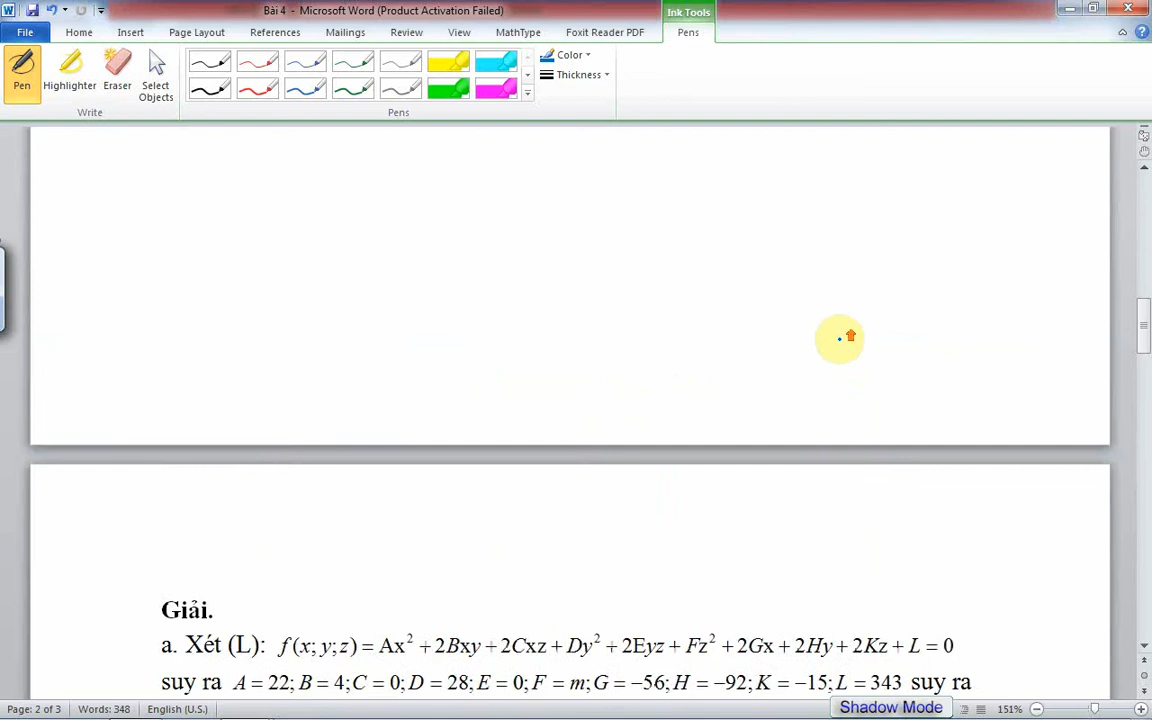 Bài 4 - Microsoft Word (Product Activation Failed)
Ink Tools
File Home Insert Page Layout References Mailings Review View MathType Foxit Reader PDF Pens
Pen Highlighter Eraser Select Objects
Color
Thickness
Write Pens
Giải.
a. Xét (L): f(x; y; z) = Ax² + 2Bxy + 2Cxz + Dy² + 2Eyz + Fz² + 2Gx + 2Hy + 2Kz + L = 0
suy ra A = 22; B = 4; C = 0; D = 28; E = 0; F = m; G = −56; H = −92; K = −15; L = 343 suy ra
Page: 2 of 3 Words: 348 English (U.S.) Shadow Mode 151%